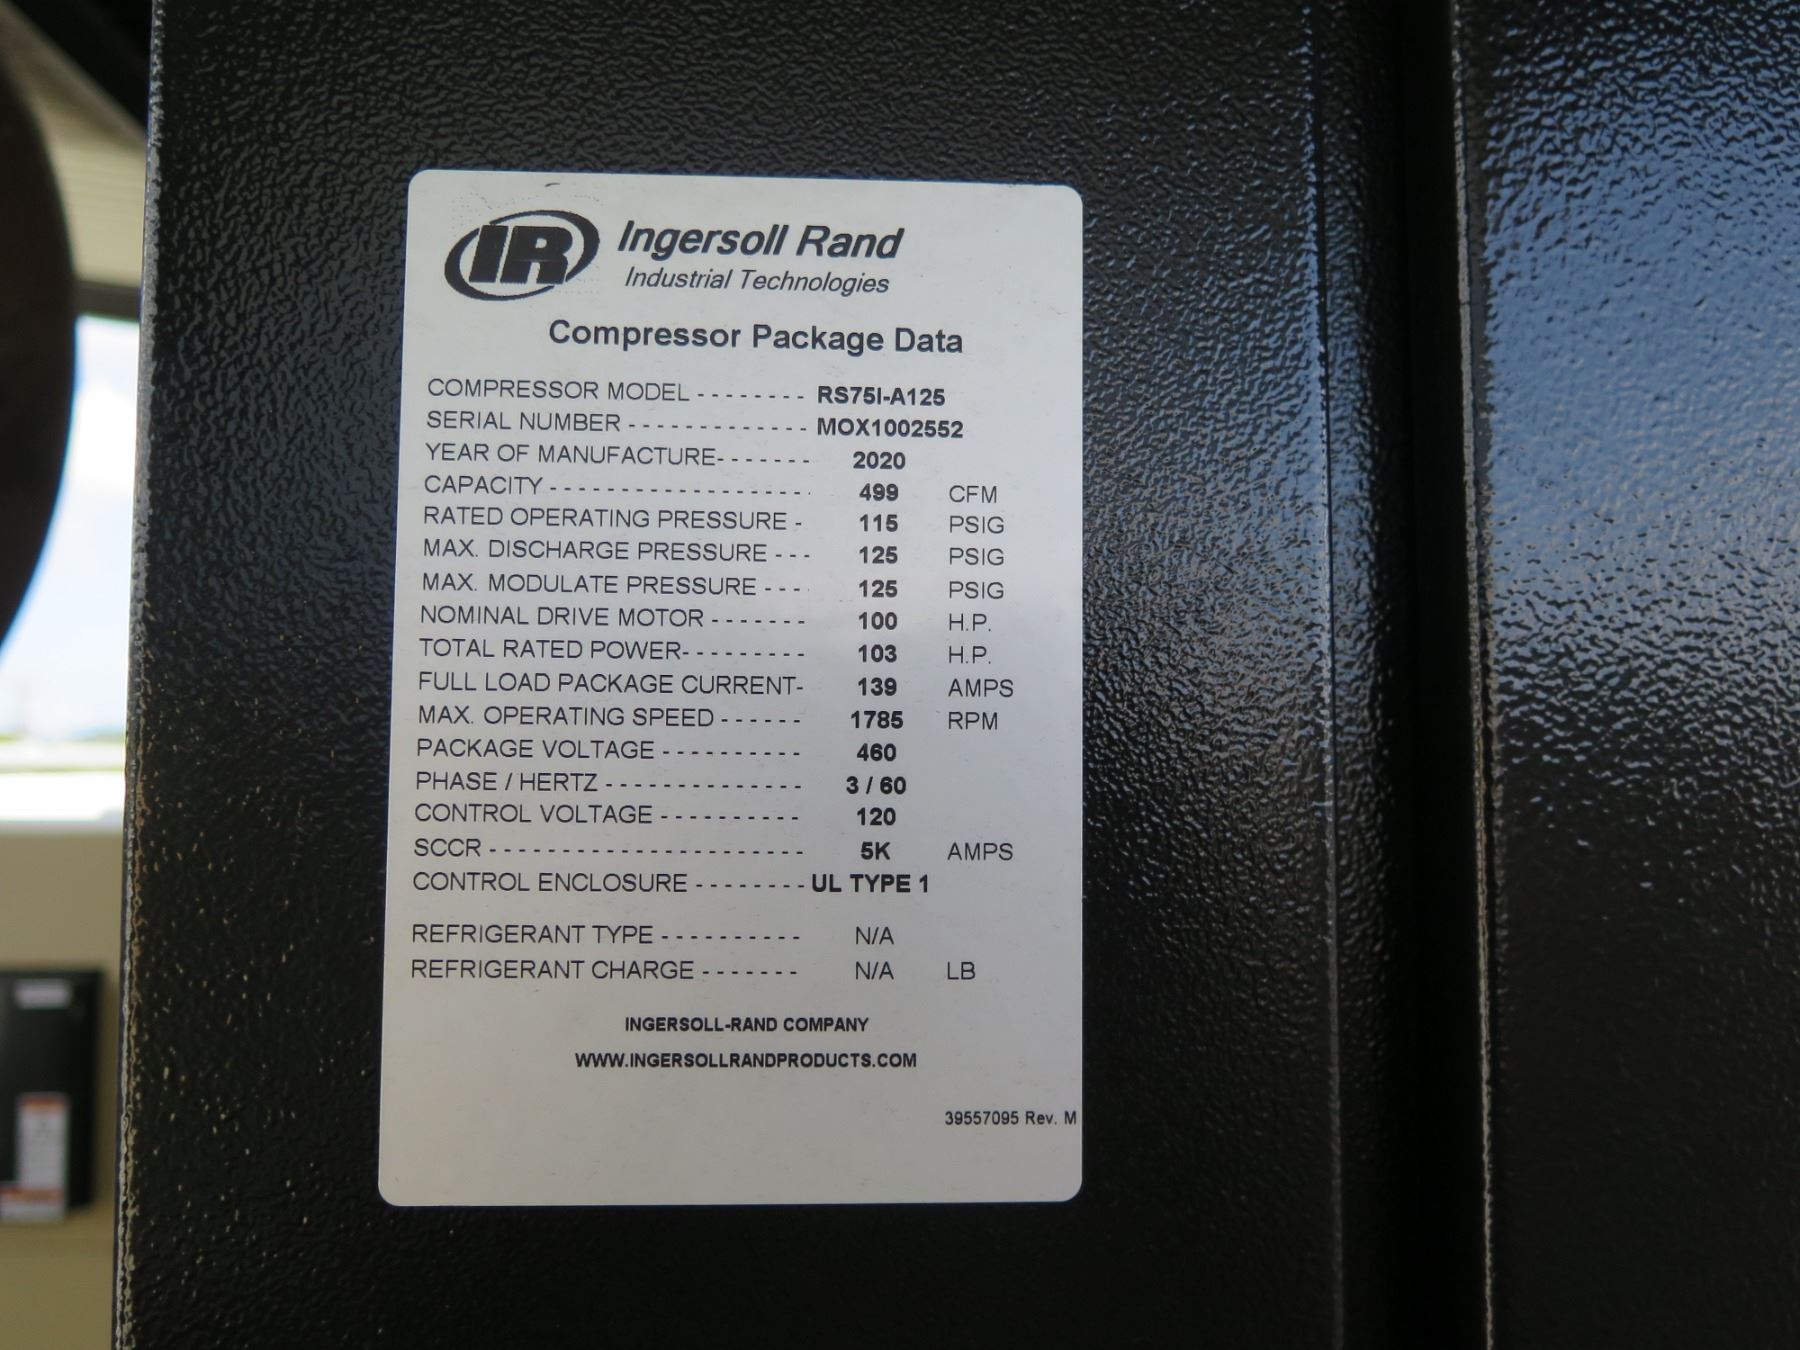 IR Ingersoll Rand
Industrial Technologies
Compressor Package Data
COMPRESSOR MODEL - - - - - - - - RS75I-A125
SERIAL NUMBER - - - - - - - - - - - - - MOX1002552
YEAR OF MANUFACTURE- - - - - - - 2020
CAPACITY - - - - - - - - - - - - - - - - - - - 499 CFM
RATED OPERATING PRESSURE - 115 PSIG
MAX. DISCHARGE PRESSURE - - - 125 PSIG
MAX. MODULATE PRESSURE - - - 125 PSIG
NOMINAL DRIVE MOTOR - - - - - - - 100 H.P.
TOTAL RATED POWER- - - - - - - - - 103 H.P.
FULL LOAD PACKAGE CURRENT- 139 AMPS
MAX. OPERATING SPEED - - - - - - 1785 RPM
PACKAGE VOLTAGE - - - - - - - - - - 460
PHASE / HERTZ - - - - - - - - - - - - - - 3 / 60
CONTROL VOLTAGE - - - - - - - - - - 120
SCCR - - - - - - - - - - - - - - - - - - - - - - 5K AMPS
CONTROL ENCLOSURE - - - - - - - - UL TYPE 1
REFRIGERANT TYPE - - - - - - - - - - N/A
REFRIGERANT CHARGE - - - - - - - N/A LB
INGERSOLL-RAND COMPANY
WWW.INGERSOLLRANDPRODUCTS.COM
39557095 Rev. M